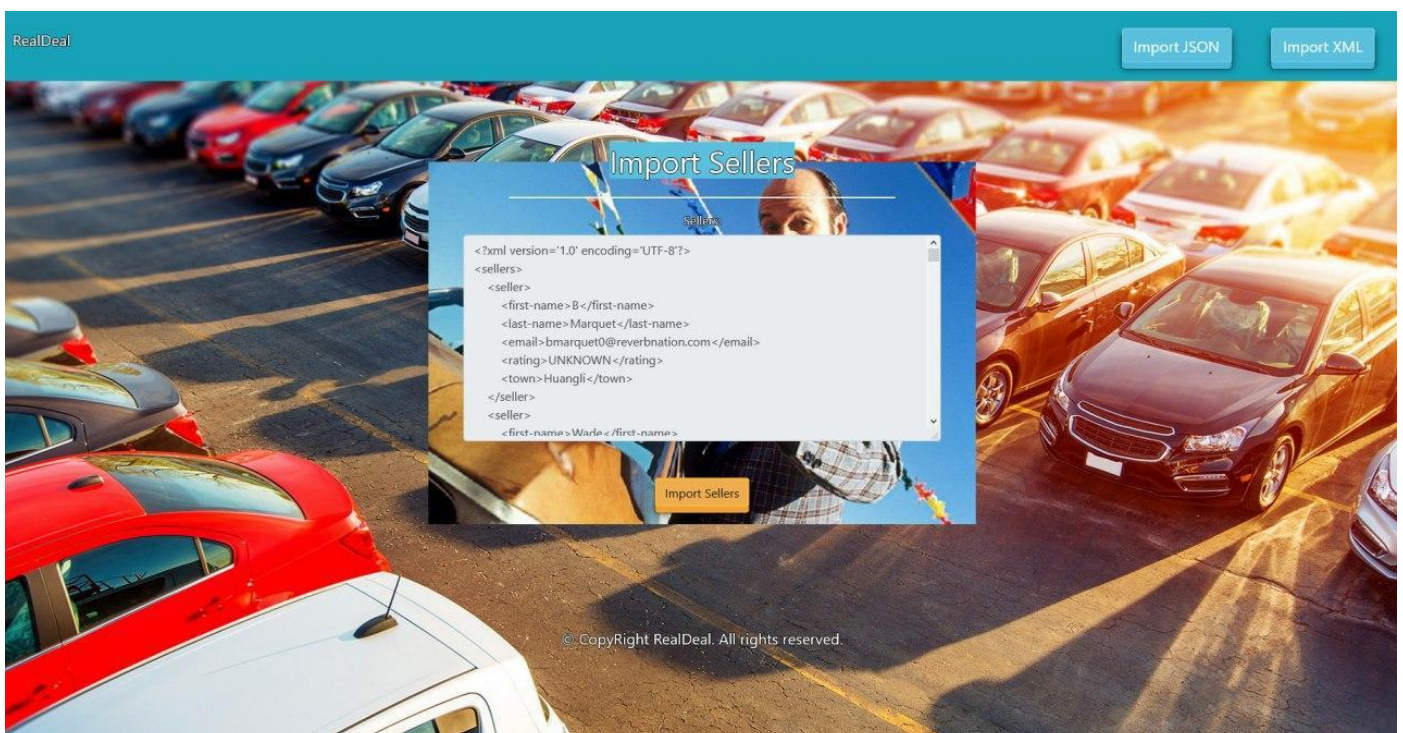 RealDeal
Import JSON
Import XML
Import Sellers
Sellers:
<?xml version='1.0' encoding='UTF-8'?>
<sellers>
<seller>
<first-name>B</first-name>
<last-name>Marquet</last-name>
<email>bmarquet0@reverbnation.com</email>
<rating>UNKNOWN</rating>
<town>Huangli</town>
</seller>
<seller>
<first-name>Wade</first-name>
Import Sellers
© CopyRight RealDeal. All rights reserved.